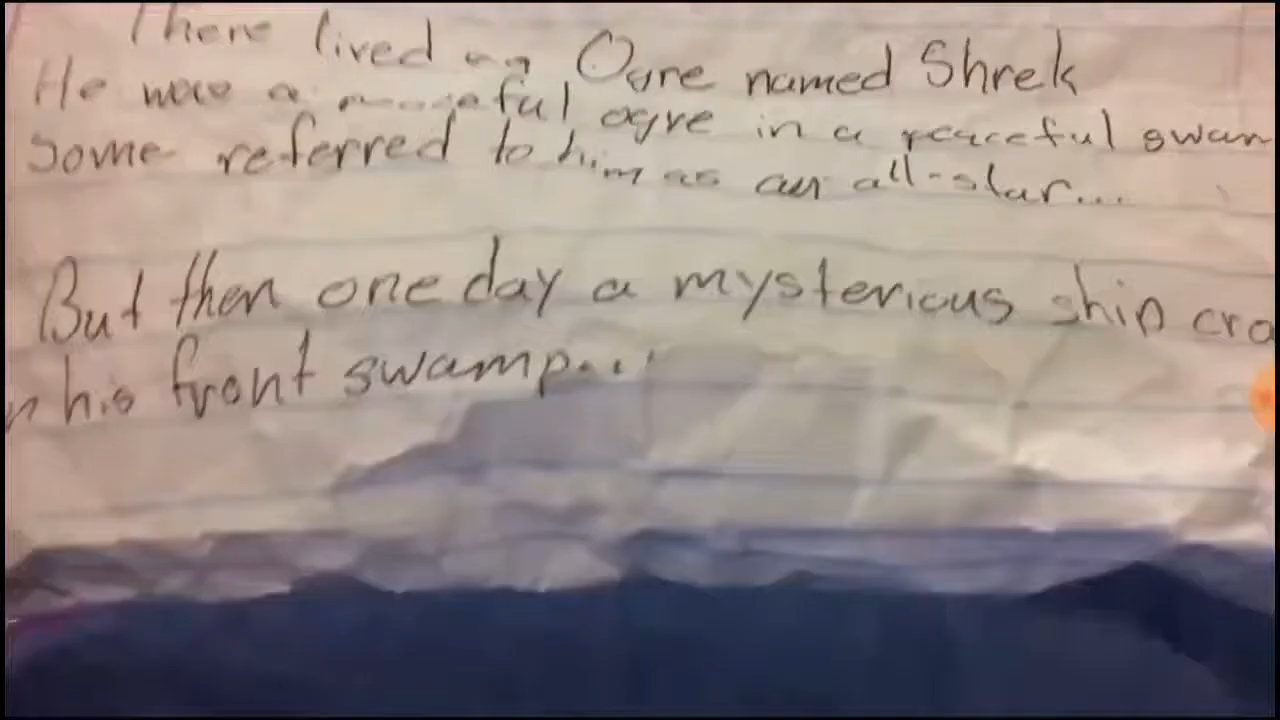 There lived an Ogre named Shrek
He was a peaceful ogre in a peaceful swam
Some referred to him as an all-star...
But then one day a mysterious ship cra
n his front swamp...